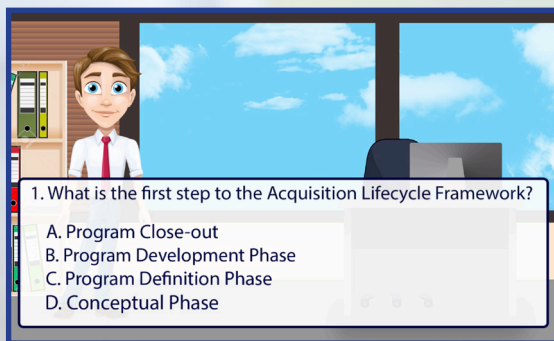 1. What is the first step to the Acquisition Lifecycle Framework?
A. Program Close-out
B. Program Development Phase
C. Program Definition Phase
D. Conceptual Phase